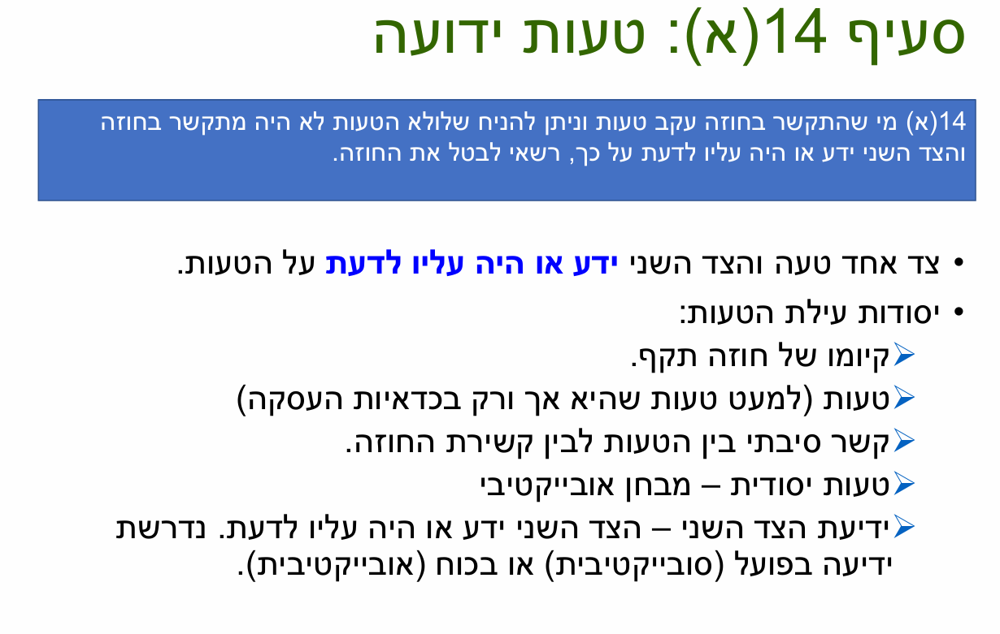 סעיף 14(א): טעות ידועה
14(א) מי שהתקשר בחוזה עקב טעות וניתן להניח שלולא הטעות לא היה מתקשר בחוזה
והצד השני ידע או היה עליו לדעת על כך, רשאי לבטל את החוזה.
• צד אחד טעה והצד השני ידע או היה עליו לדעת על הטעות.
• יסודות עילת הטעות:
➢קיומו של חוזה תקף.
➢טעות (למעט טעות שהיא אך ורק בכדאיות העסקה)
➢קשר סיבתי בין הטעות לבין קשירת החוזה.
➢טעות יסודית – מבחן אובייקטיבי
➢ידיעת הצד השני – הצד השני ידע או היה עליו לדעת. נדרשת
ידיעה בפועל (סובייקטיבית) או בכוח (אובייקטיבית).